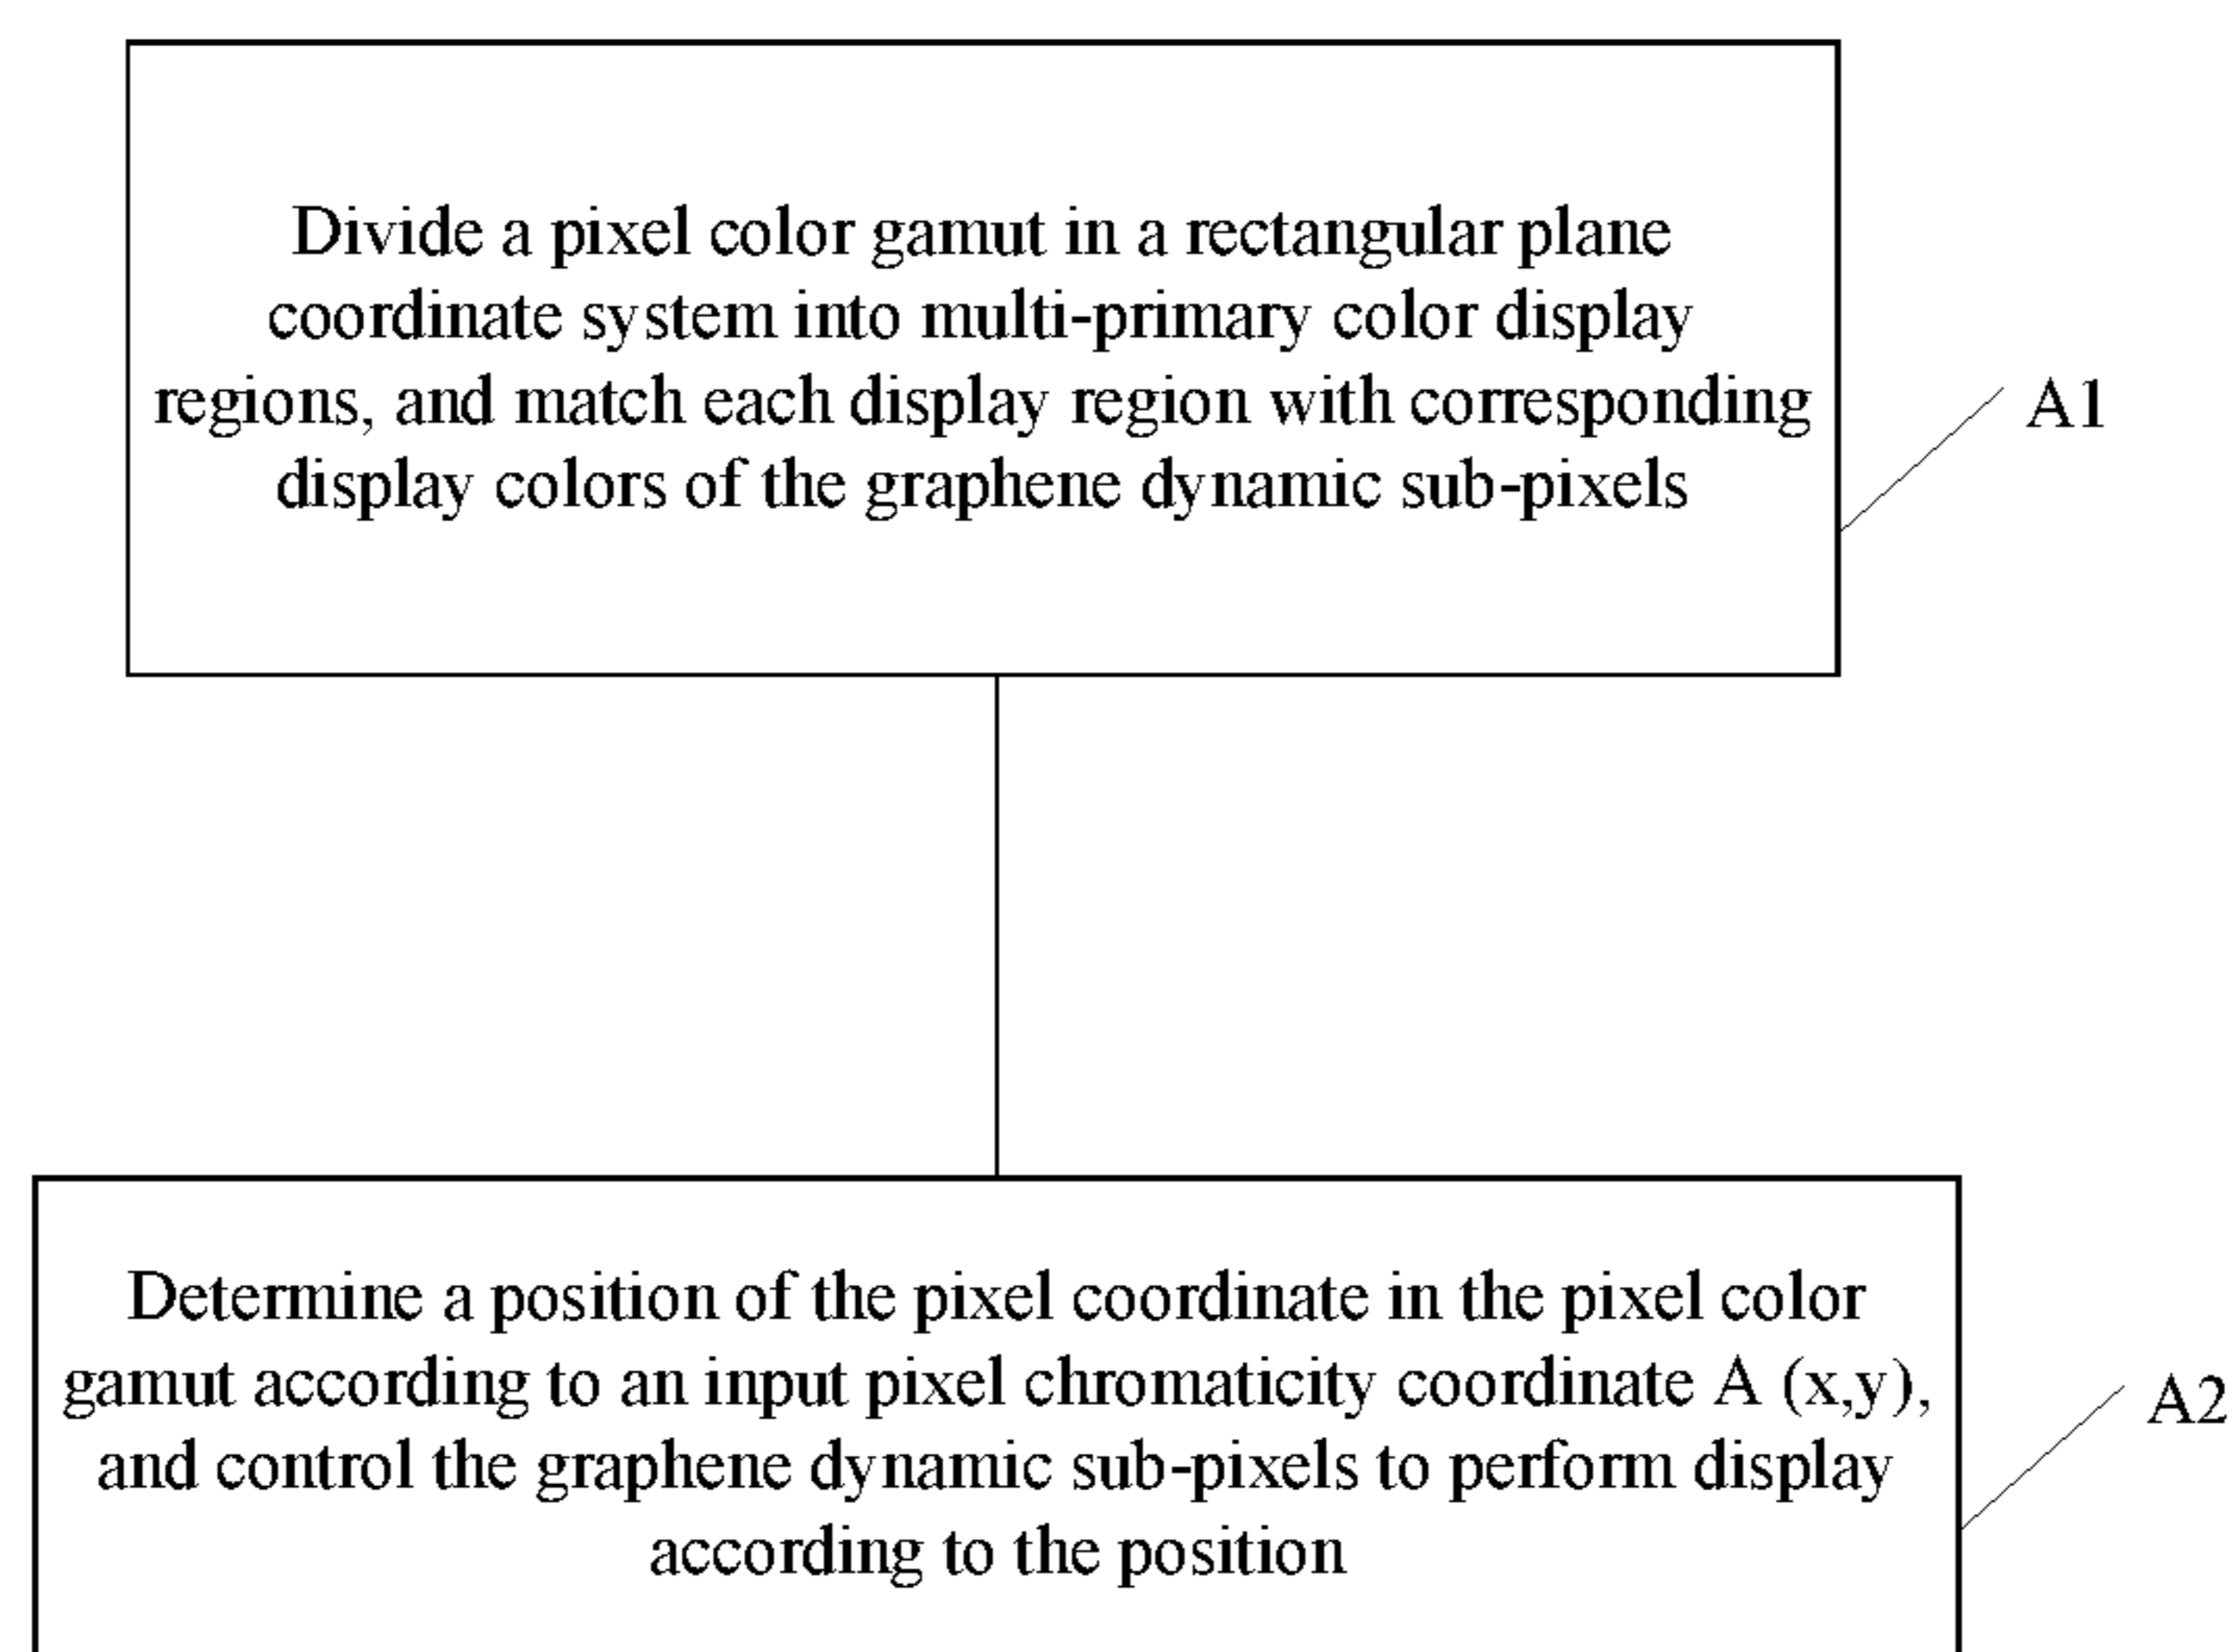 Divide a pixel color gamut in a rectangular plane
coordinate system into multi-primary color display
regions, and match each display region with corresponding
display colors of the graphene dynamic sub-pixels
A1
Determine a position of the pixel coordinate in the pixel color
gamut according to an input pixel chromaticity coordinate A (x,y),
and control the graphene dynamic sub-pixels to perform display
according to the position
A2